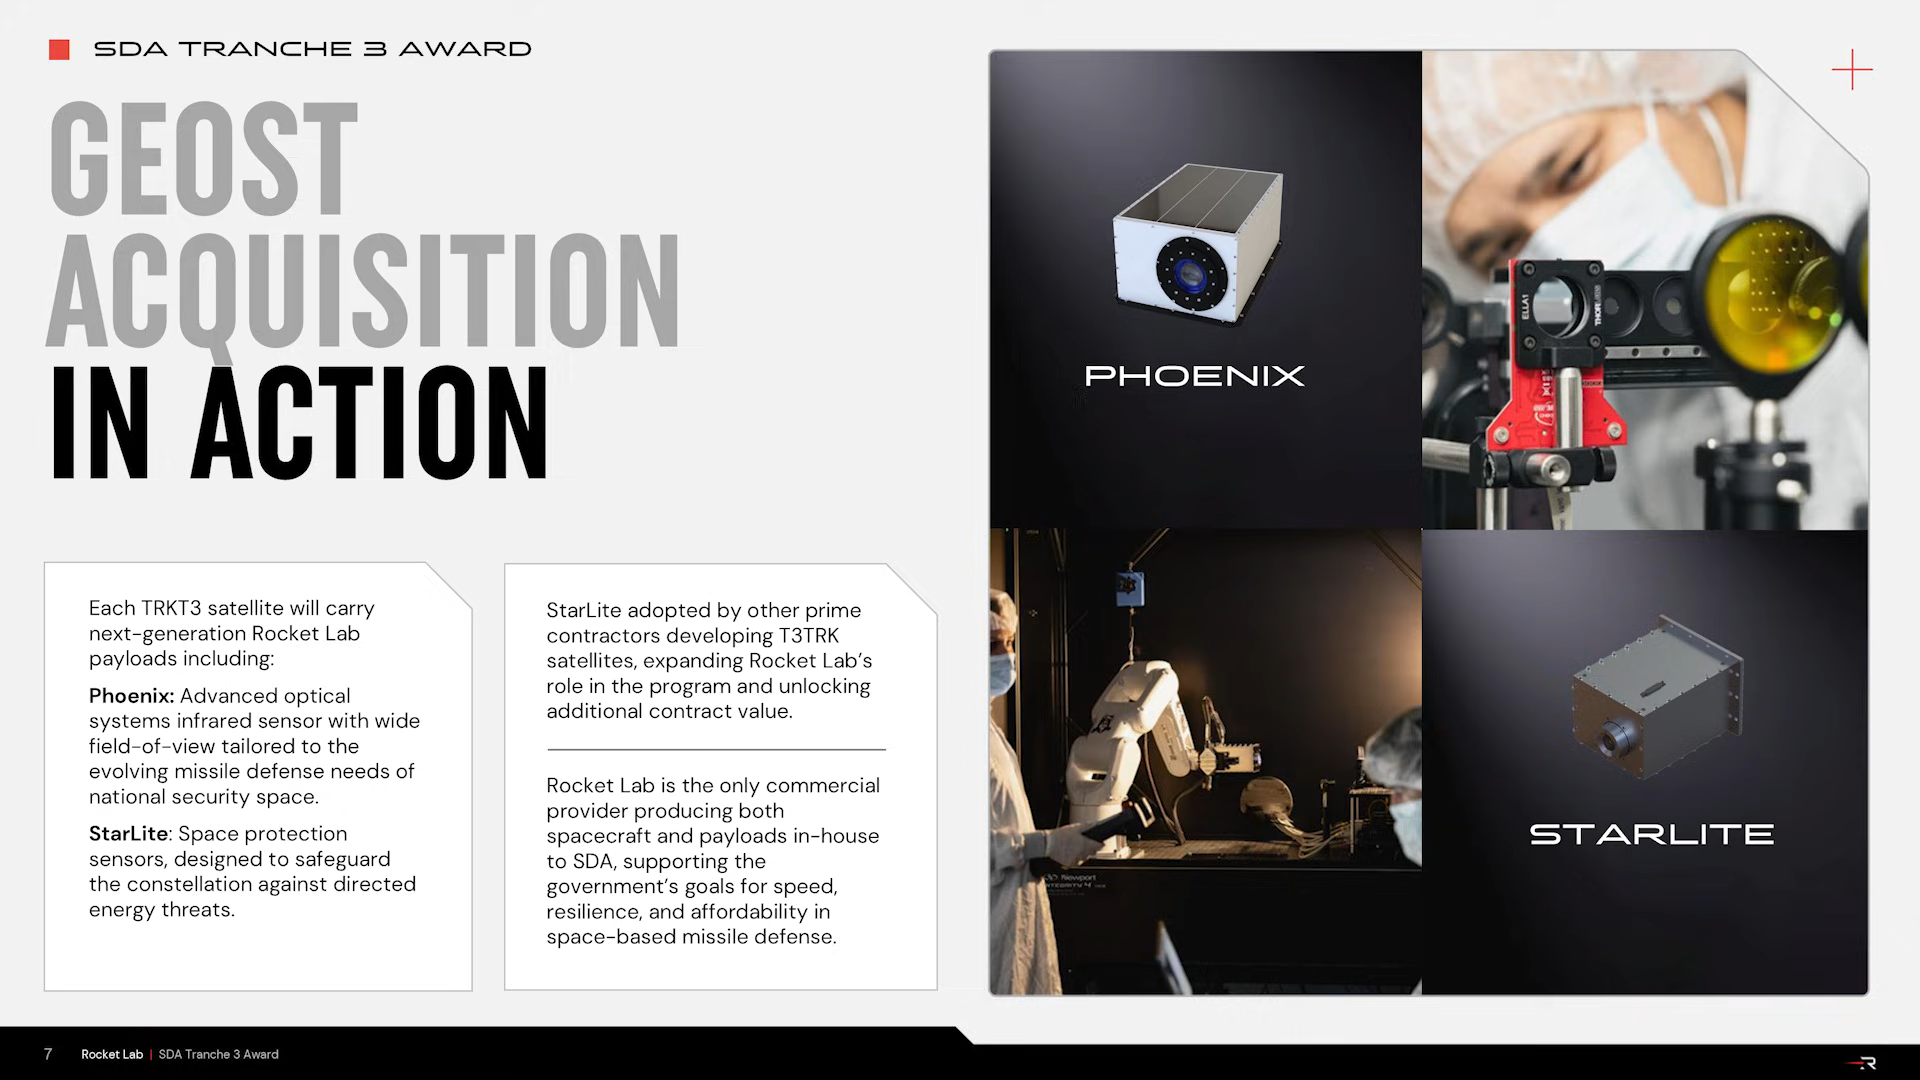 SDA TRANCHE 3 AWARD
GEOST
ACQUISITION
IN ACTION
Each TRKT3 satellite will carry
next-generation Rocket Lab
payloads including:
Phoenix: Advanced optical
systems infrared sensor with wide
field-of-view tailored to the
evolving missile defense needs of
national security space.
StarLite: Space protection
sensors, designed to safeguard
the constellation against directed
energy threats.
StarLite adopted by other prime
contractors developing T3TRK
satellites, expanding Rocket Lab’s
role in the program and unlocking
additional contract value.
Rocket Lab is the only commercial
provider producing both
spacecraft and payloads in-house
to SDA, supporting the
government’s goals for speed,
resilience, and affordability in
space-based missile defense.
PHOENIX
ELLA1
Newport
INTEGRITY 4
STARLITE
7 Rocket Lab | SDA Tranche 3 Award